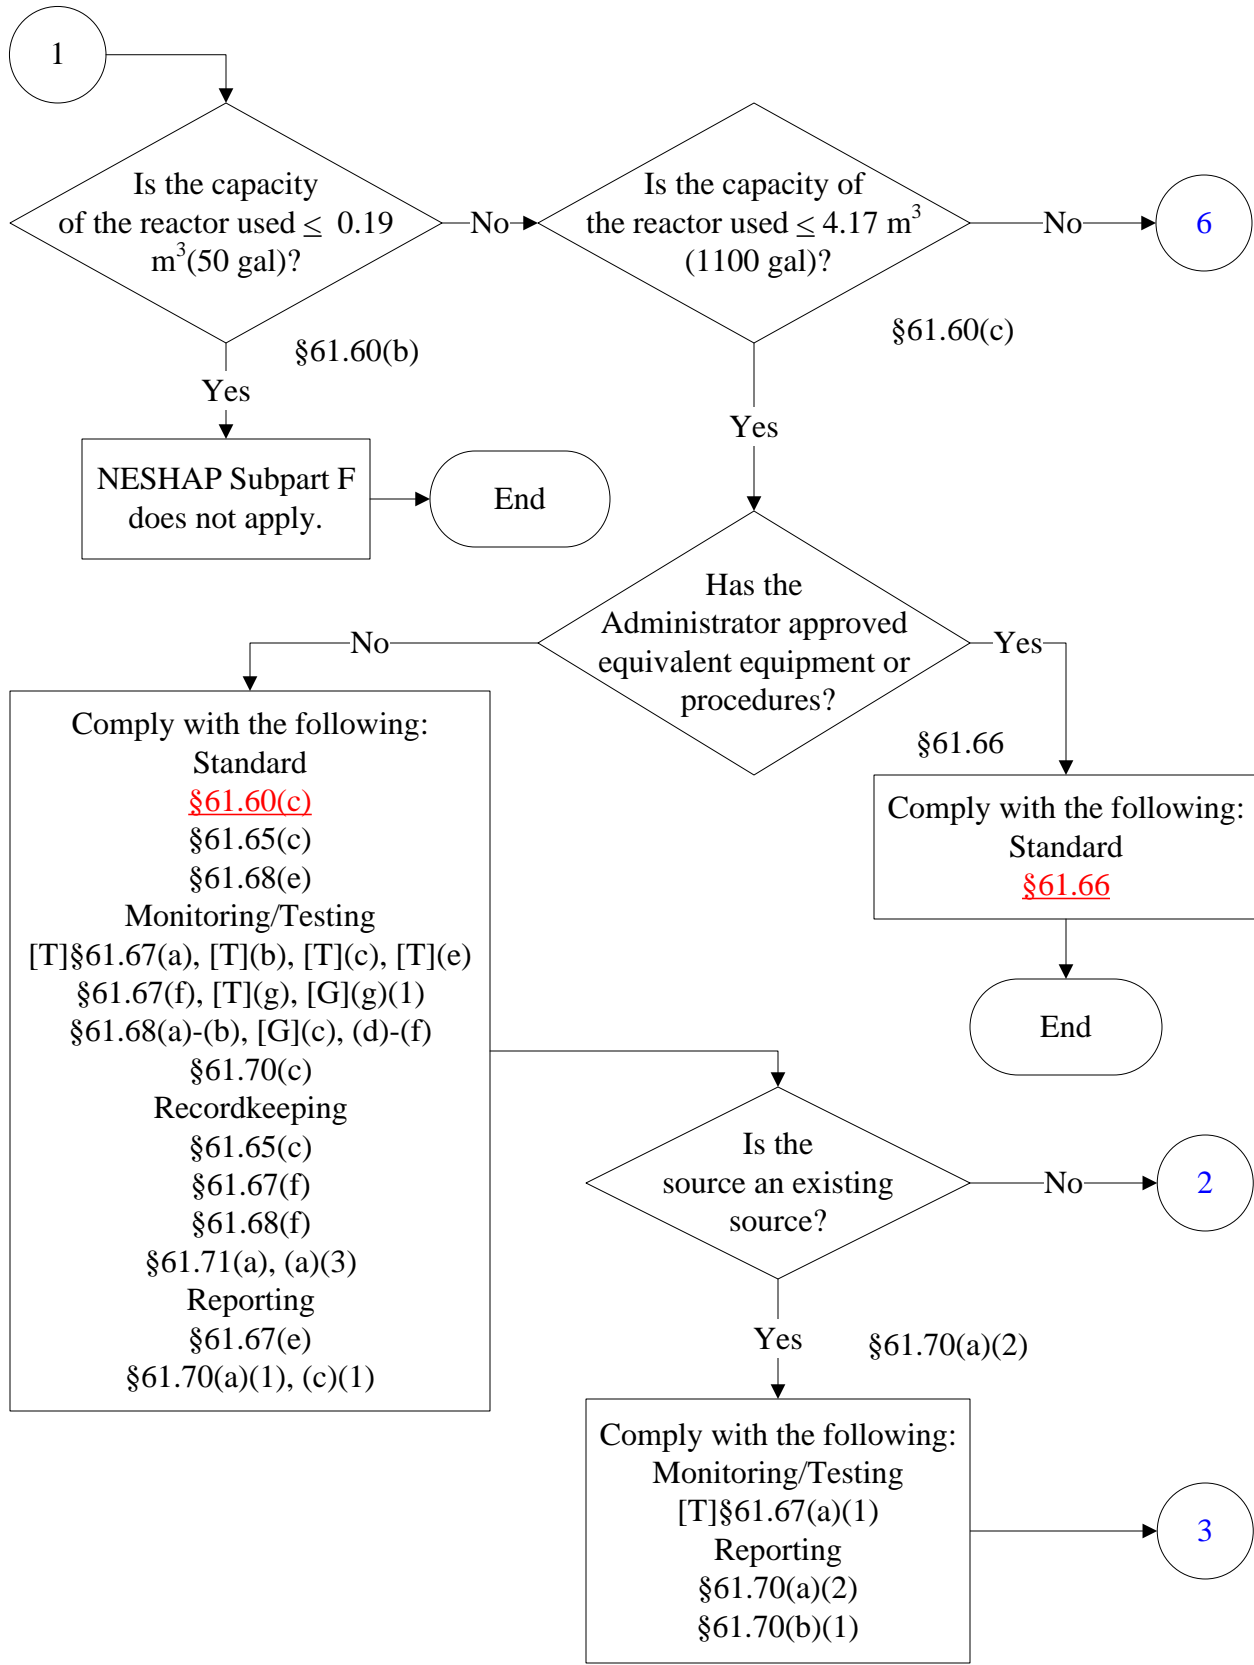 1
Is the capacity
of the reactor used ≤ 0.19
m³(50 gal)?
No
Is the capacity of
the reactor used ≤ 4.17 m³
(1100 gal)?
No
6
§61.60(b)
§61.60(c)
Yes
Yes
NESHAP Subpart F
does not apply.
End
Has the
Administrator approved
equivalent equipment or
procedures?
No
Yes
§61.66
Comply with the following:
Standard
§61.60(c)
§61.65(c)
§61.68(e)
Monitoring/Testing
[T]§61.67(a), [T](b), [T](c), [T](e)
§61.67(f), [T](g), [G](g)(1)
§61.68(a)-(b), [G](c), (d)-(f)
§61.70(c)
Recordkeeping
§61.65(c)
§61.67(f)
§61.68(f)
§61.71(a), (a)(3)
Reporting
§61.67(e)
§61.70(a)(1), (c)(1)
Comply with the following:
Standard
§61.66
End
Is the
source an existing
source?
No
2
Yes
§61.70(a)(2)
Comply with the following:
Monitoring/Testing
[T]§61.67(a)(1)
Reporting
§61.70(a)(2)
§61.70(b)(1)
3